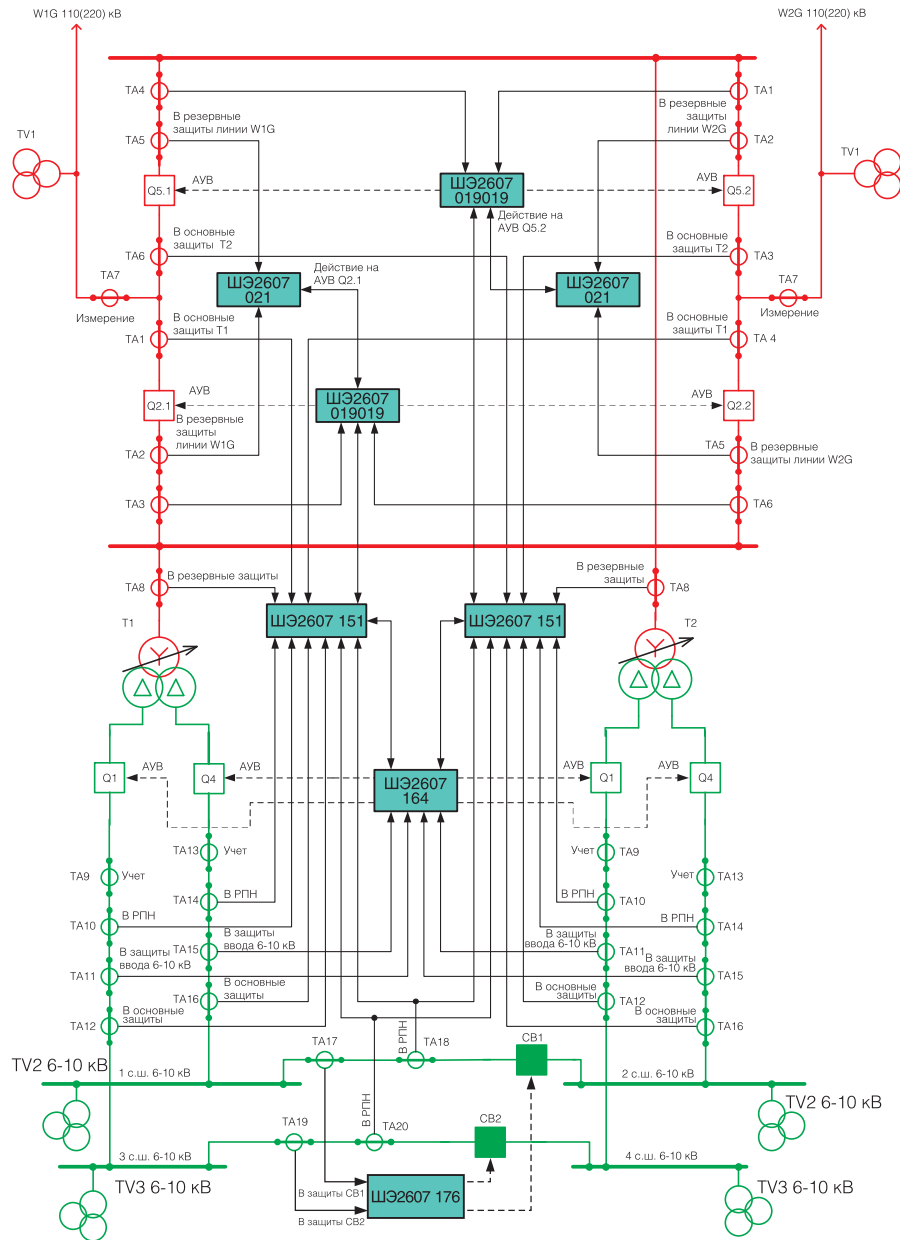 W1G 110(220) кВ
W2G 110(220) кВ
TA4
TA1
В резервные
защиты линии W1G
В резервные
защиты
линии W2G
TV1
TA5
TA2
TV1
ШЭ2607
019019
Q5.1
АУВ
АУВ
Q5.2
Действие на
АУВ Q5.2
В основные
защиты T2
В основные
защиты T2
TA6
TA3
Действие на
АУВ Q2.1
TA7
TA7
ШЭ2607
021
ШЭ2607
021
Измерение
Измерение
В основные
защиты T1
В основные
защиты T1
TA1
TA 4
АУВ
АУВ
ШЭ2607
019019
Q2.1
Q2.2
В резервные
защиты
линии W1G
TA2
TA5
В резервные
защиты линии W2G
TA3
TA6
В резервные защиты
В резервные
защиты
TA8
TA8
T1
T2
ШЭ2607 151
ШЭ2607 151
Q1
АУВ
Q4
АУВ
ШЭ2607
164
АУВ
Q1
АУВ
Q4
TA13
Учет
Учет
TA9
TA9
Учет
Учет
TA13
TA14
В РПН
В РПН
TA10
TA10
В РПН
В РПН
TA14
В защиты
ввода 6-10 кВ
TA15
В защиты
ввода 6-10 кВ
TA11
TA11
В защиты
ввода 6-10 кВ
В защиты
ввода 6-10 кВ
TA15
TA16
В основные
защиты
В основные
защиты
TA12
TA12
В основные
защиты
В основные
защиты
TA16
TA17
В РПН
TA18
СВ1
TV2 6-10 кВ
1 с.ш. 6-10 кВ
2 с.ш. 6-10 кВ
TV2 6-10 кВ
TA19
В РПН
TA20
СВ2
3 с.ш. 6-10 кВ
4 с.ш. 6-10 кВ
TV3 6-10 кВ
TV3 6-10 кВ
В защиты СВ1
ШЭ2607 176
В защиты СВ2